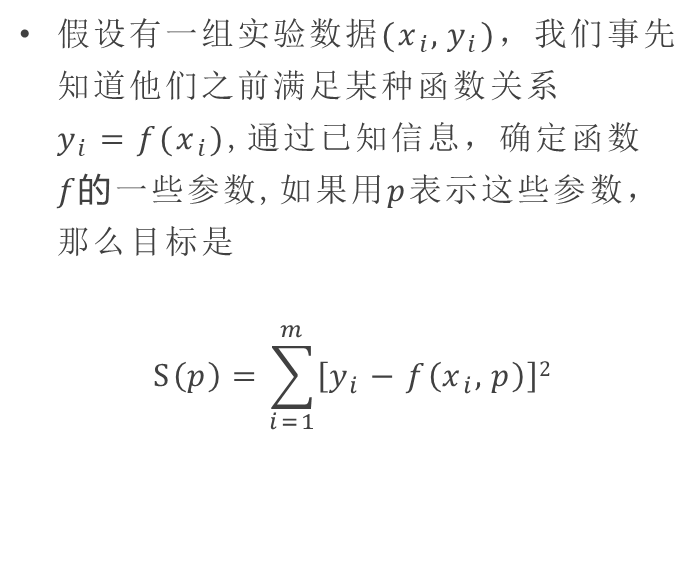 • 假设有一组实验数据(xᵢ, yᵢ)，我们事先
知道他们之前满足某种函数关系
yᵢ = f(xᵢ), 通过已知信息，确定函数
f的一些参数, 如果用p表示这些参数，
那么目标是
S(p) = ∑_{i=1}^{m} [yᵢ − f(xᵢ, p)]²